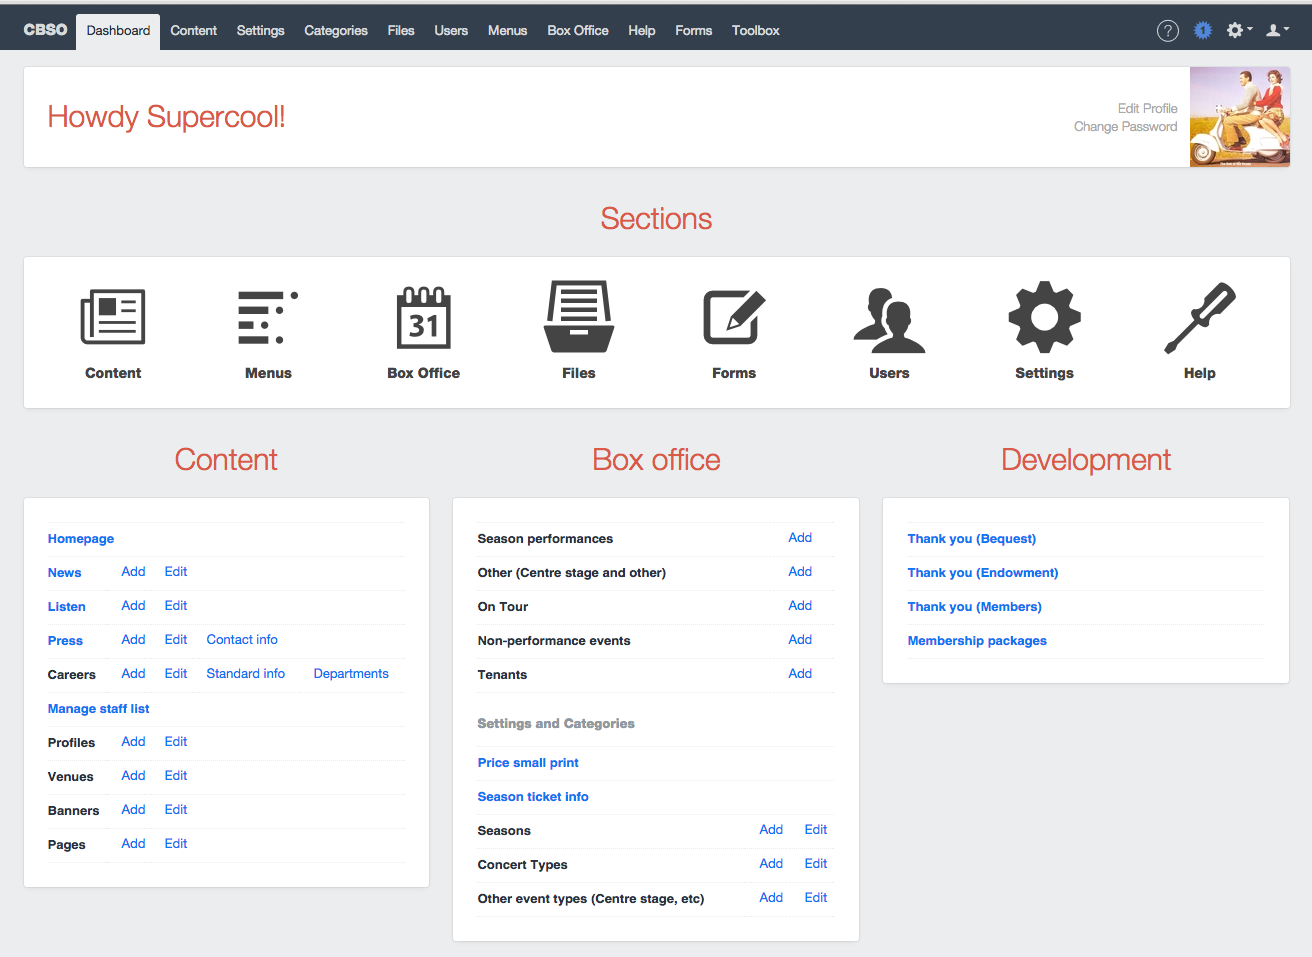 CBSO Dashboard Content Settings Categories Files Users Menus Box Office Help Forms Toolbox ? 1
Howdy Supercool!
Edit Profile
Change Password
Sections
31
Content Menus Box Office Files Forms Users Settings Help
Content
Homepage
News Add Edit
Listen Add Edit
Press Add Edit Contact info
Careers Add Edit Standard info Departments
Manage staff list
Profiles Add Edit
Venues Add Edit
Banners Add Edit
Pages Add Edit
Box office
Season performances Add
Other (Centre stage and other) Add
On Tour Add
Non-performance events Add
Tenants Add
Settings and Categories
Price small print
Season ticket info
Seasons Add Edit
Concert Types Add Edit
Other event types (Centre stage, etc) Add Edit
Development
Thank you (Bequest)
Thank you (Endowment)
Thank you (Members)
Membership packages